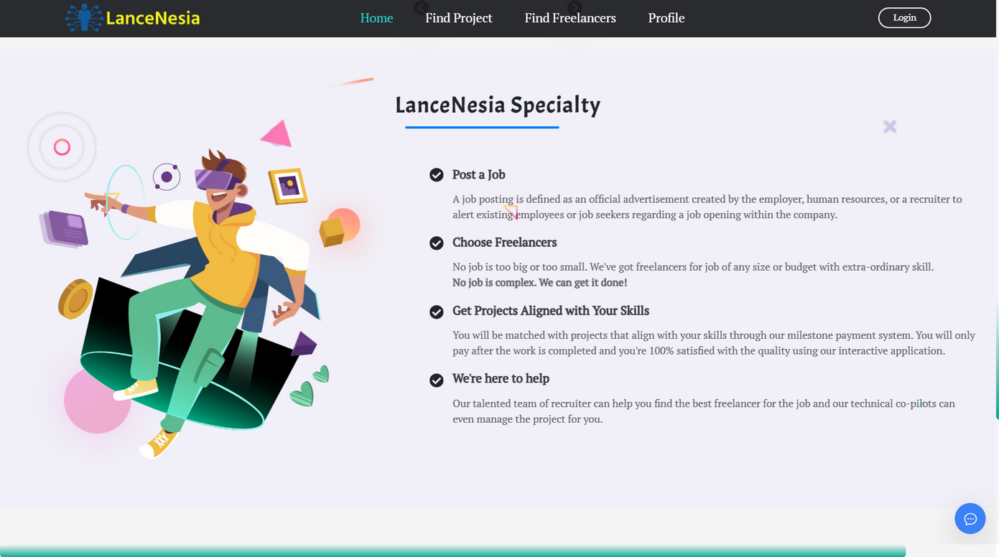 LanceNesia
Home
Find Project
Find Freelancers
Profile
Login
LanceNesia Specialty
Post a Job
A job posting is defined as an official advertisement created by the employer, human resources, or a recruiter to
alert existing employees or job seekers regarding a job opening within the company.
Choose Freelancers
No job is too big or too small. We've got freelancers for job of any size or budget with extra-ordinary skill.
No job is complex. We can get it done!
Get Projects Aligned with Your Skills
You will be matched with projects that align with your skills through our milestone payment system. You will only
pay after the work is completed and you're 100% satisfied with the quality using our interactive application.
We're here to help
Our talented team of recruiter can help you find the best freelancer for the job and our technical co-pilots can
even manage the project for you.